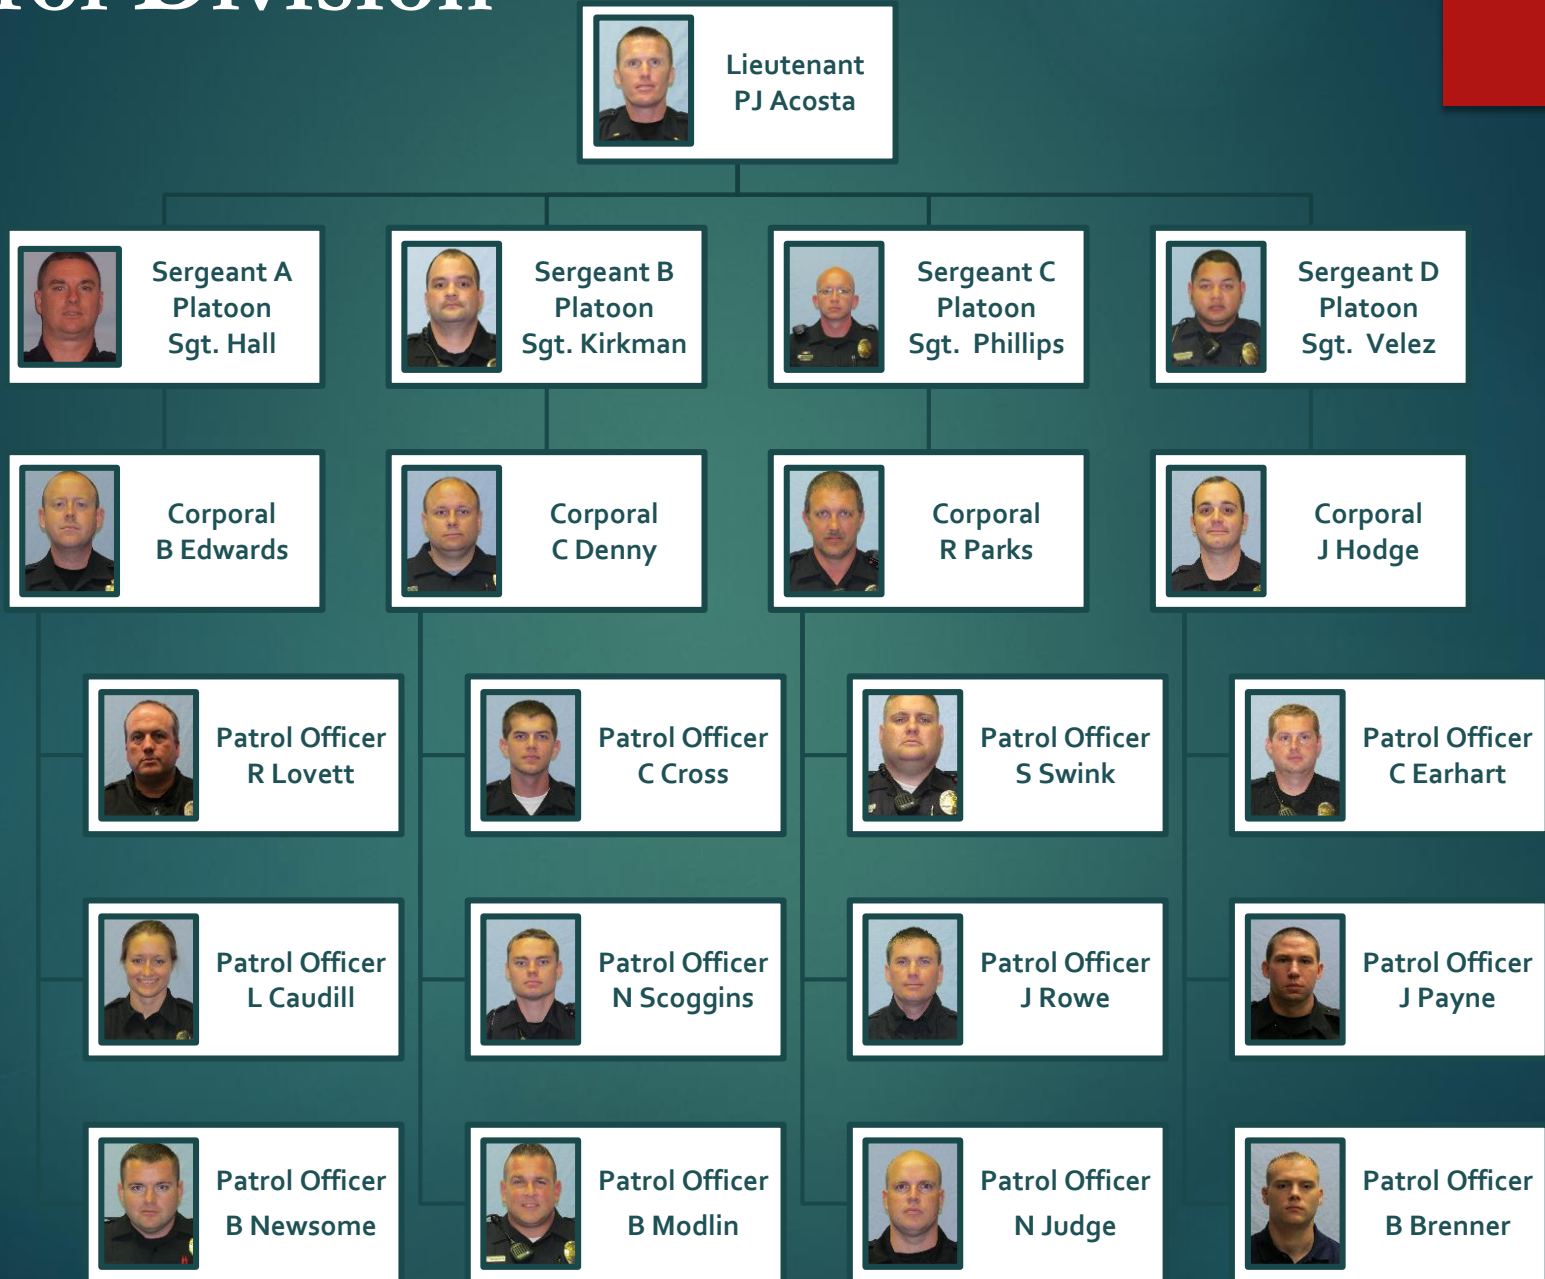 Division
Lieutenant
PJ Acosta
Sergeant A
Platoon
Sgt. Hall
Sergeant B
Platoon
Sgt. Kirkman
Sergeant C
Platoon
Sgt.  Phillips
Sergeant D
Platoon
Sgt.  Velez
Corporal
B Edwards
Corporal
C Denny
Corporal
R Parks
Corporal
J Hodge
Patrol Officer
R Lovett
Patrol Officer
C Cross
Patrol Officer
S Swink
Patrol Officer
C Earhart
Patrol Officer
L Caudill
Patrol Officer
N Scoggins
Patrol Officer
J Rowe
Patrol Officer
J Payne
Patrol Officer
B Newsome
Patrol Officer
B Modlin
Patrol Officer
N Judge
Patrol Officer
B Brenner